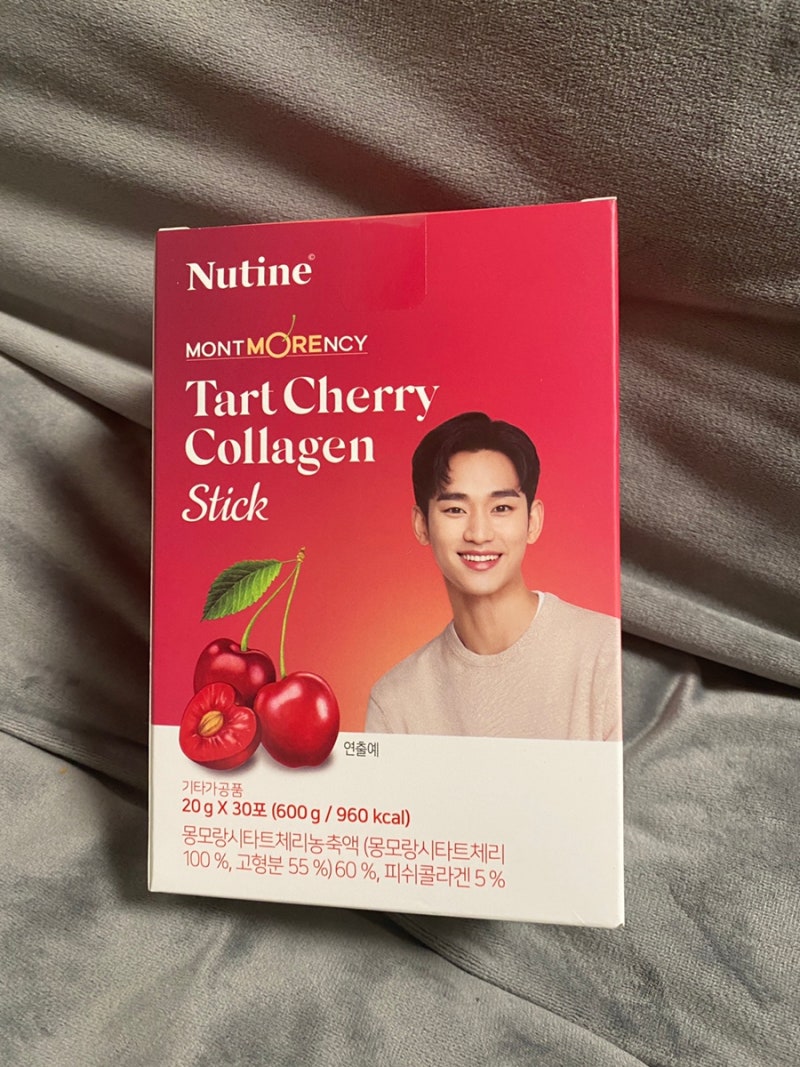 Nutine©
MONTMORENCY
Tart Cherry
Collagen
Stick
연출예
기타가공품
20 g X 30포 (600 g / 960 kcal)
몽모랑시타트체리농축액 (몽모랑시타트체리
100 %, 고형분 55 %) 60 %, 피쉬콜라겐 5 %